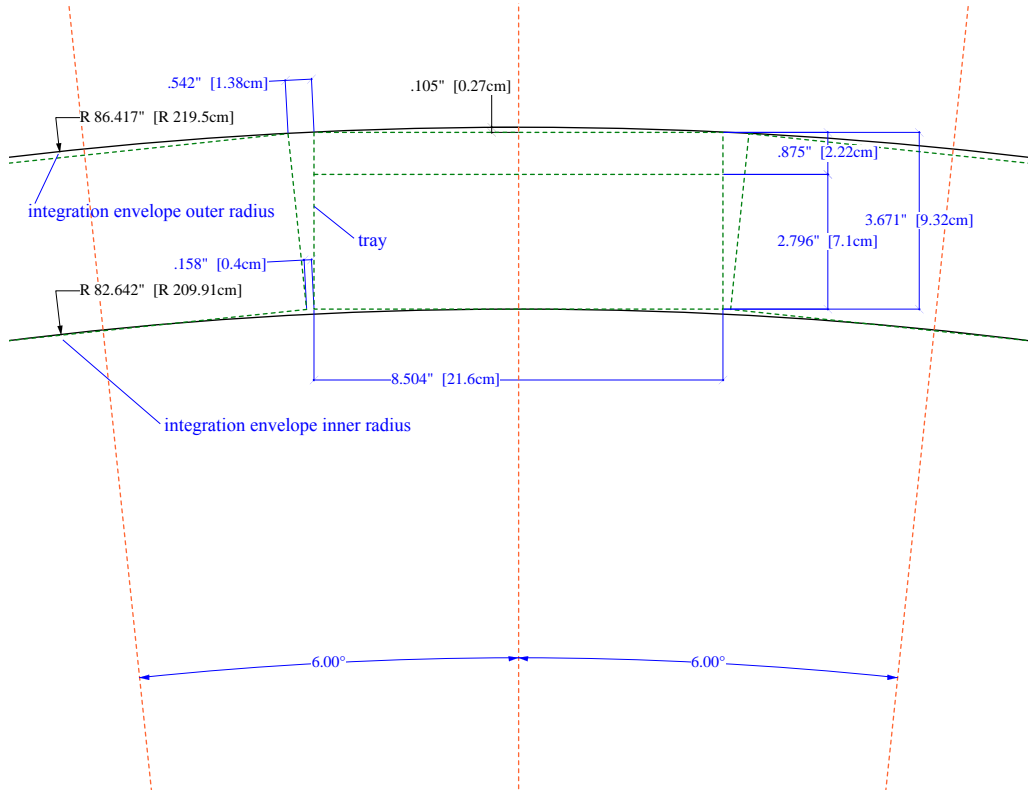 .542" [1.38cm]
.105" [0.27cm]
R 86.417" [R 219.5cm]
.875" [2.22cm]
integration envelope outer radius
3.671" [9.32cm]
tray
2.796" [7.1cm]
.158" [0.4cm]
R 82.642" [R 209.91cm]
8.504" [21.6cm]
integration envelope inner radius
6.00°
6.00°